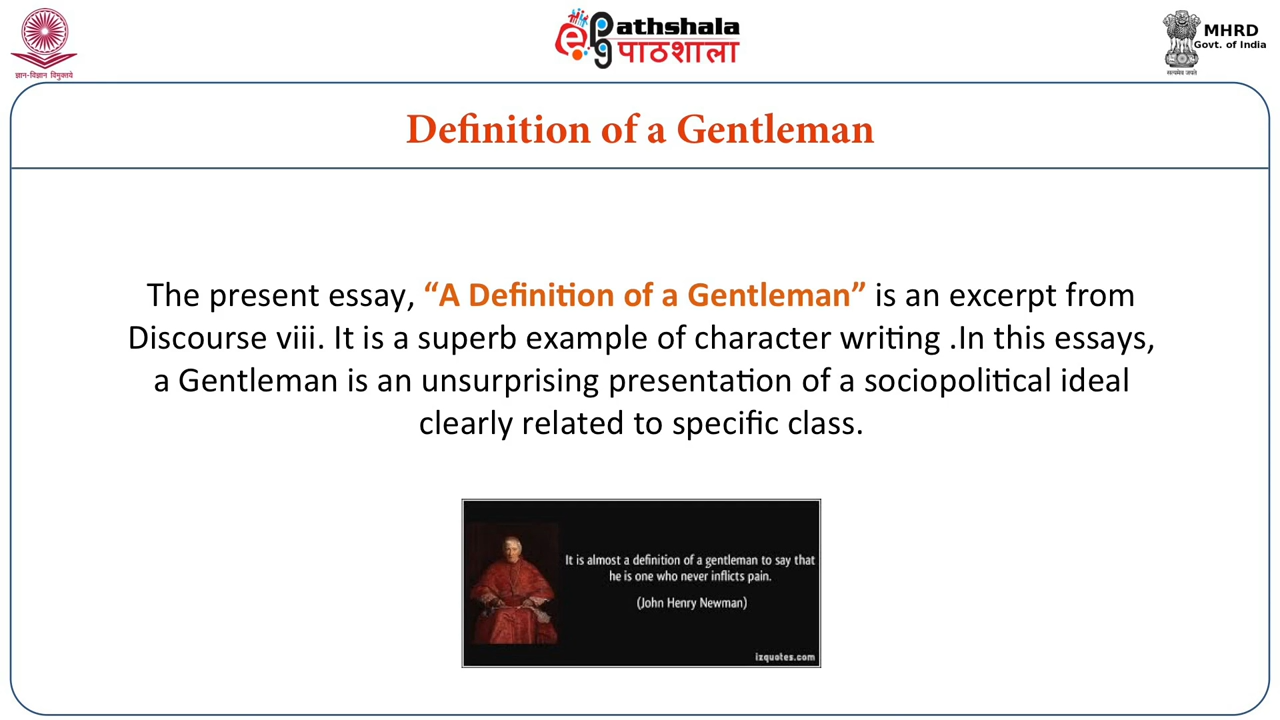 ज्ञान-विज्ञान विमुक्तये
ePathshala
पाठशाला
MHRD
Govt. of India
सत्यमेव जयते
Definition of a Gentleman
The present essay, “A Definition of a Gentleman” is an excerpt from
Discourse viii. It is a superb example of character writing .In this essays,
a Gentleman is an unsurprising presentation of a sociopolitical ideal
clearly related to specific class.
It is almost a definition of a gentleman to say that
he is one who never inflicts pain.
(John Henry Newman)
izquotes.com